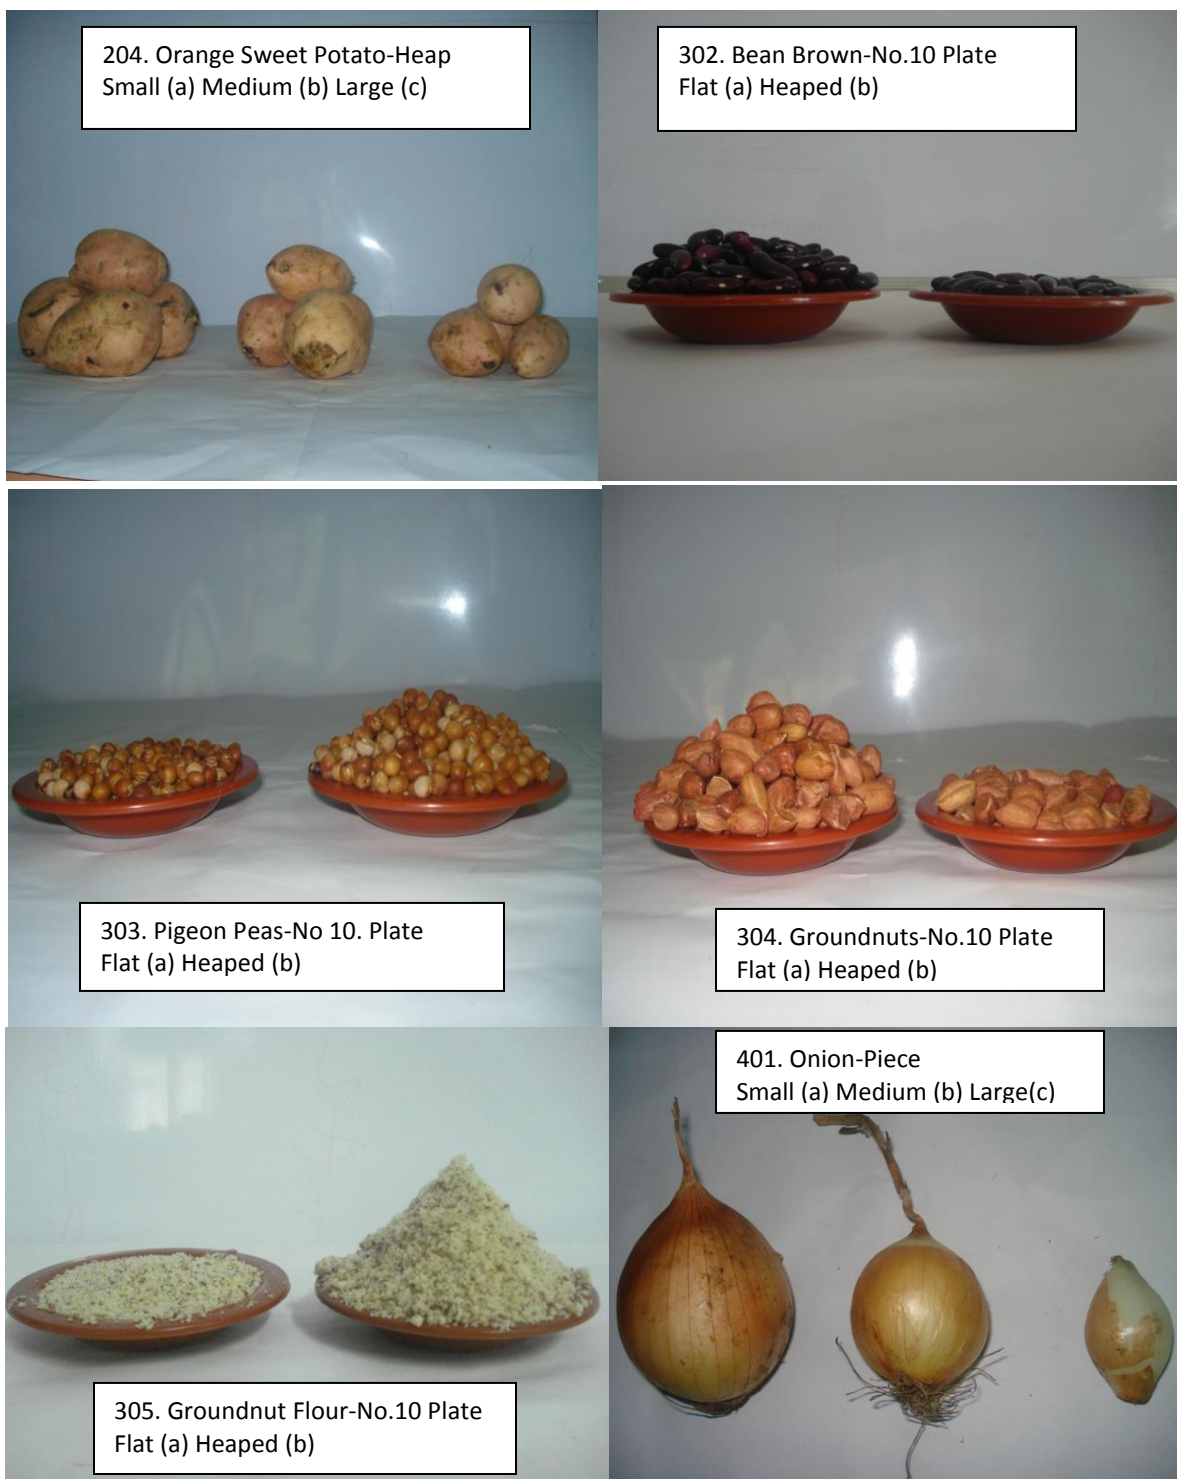 204. Orange Sweet Potato-Heap
Small (a) Medium (b) Large (c)
302. Bean Brown-No.10 Plate
Flat (a) Heaped (b)
303. Pigeon Peas-No 10. Plate
Flat (a) Heaped (b)
304. Groundnuts-No.10 Plate
Flat (a) Heaped (b)
305. Groundnut Flour-No.10 Plate
Flat (a) Heaped (b)
401. Onion-Piece
Small (a) Medium (b) Large(c)